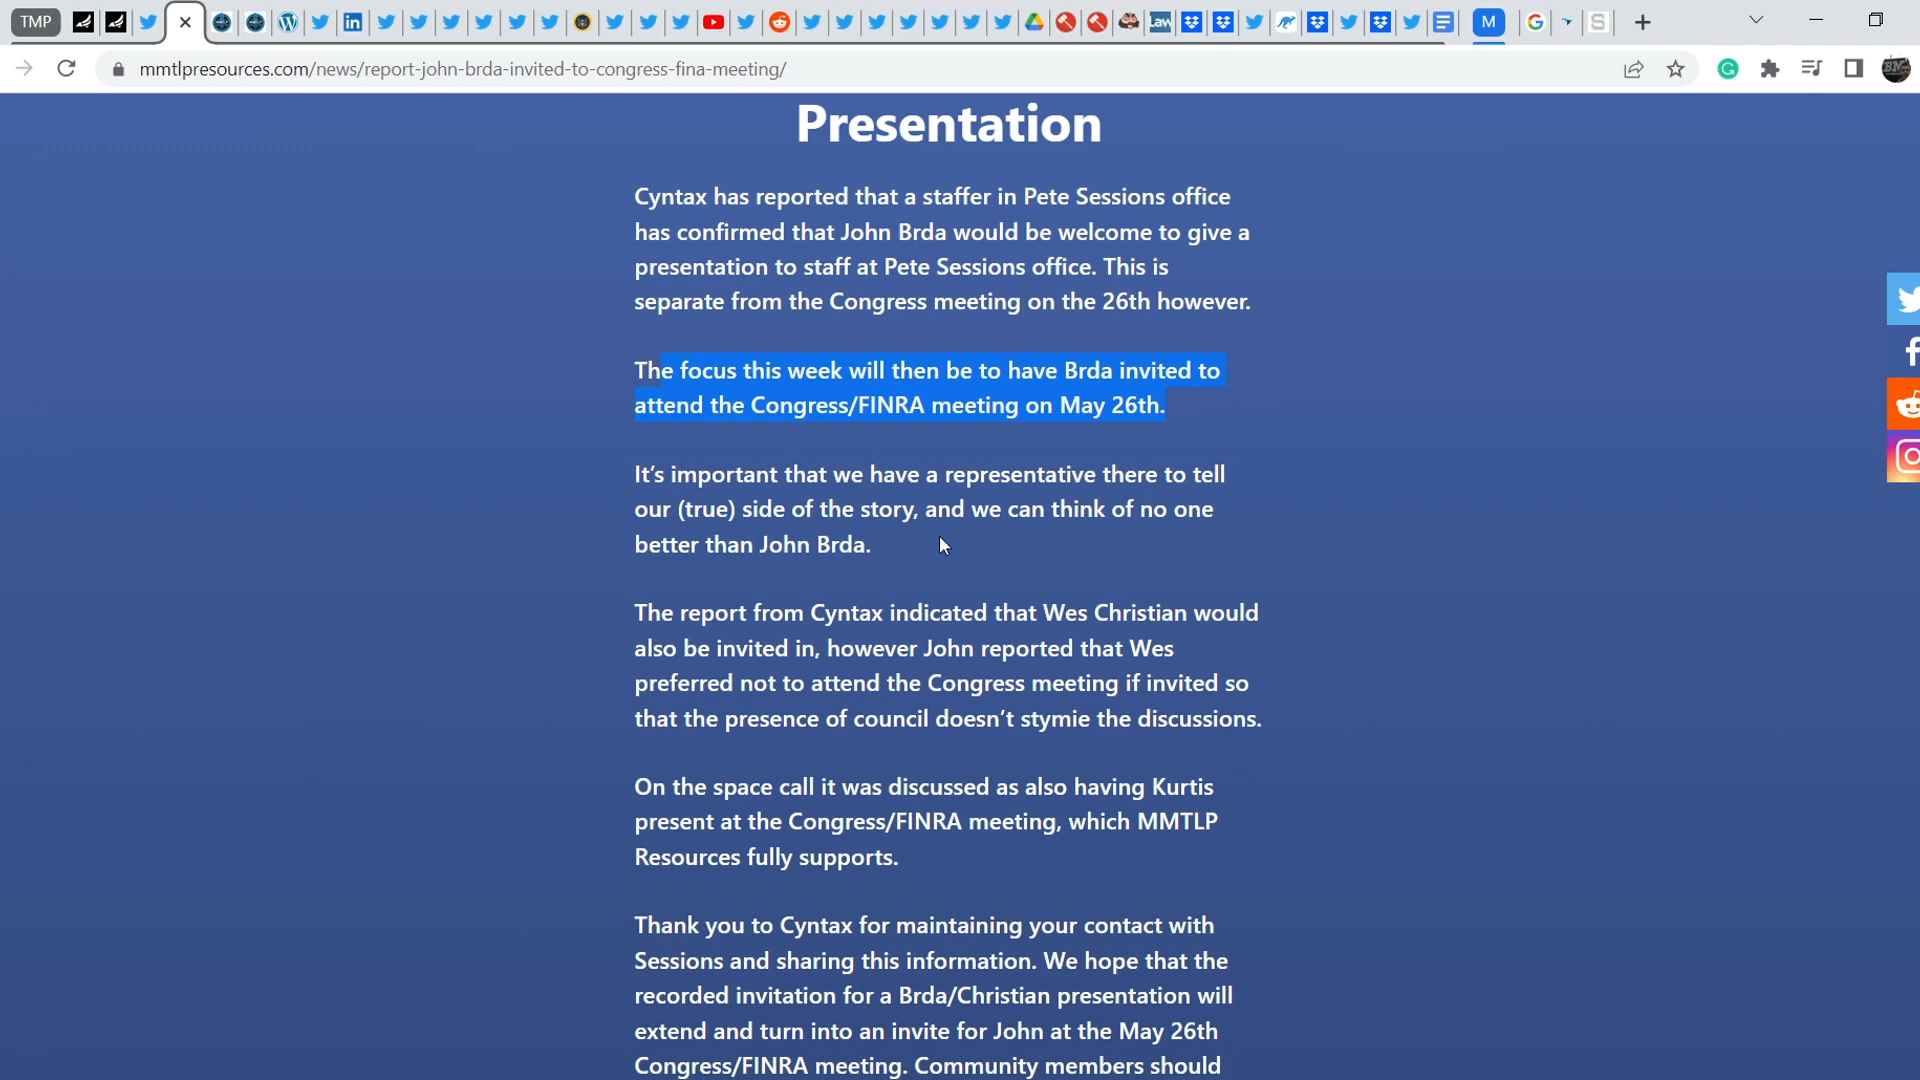 TMP
M
Law
mmtlpresources.com/news/report-john-brda-invited-to-congress-fina-meeting/
Presentation
Cyntax has reported that a staffer in Pete Sessions office
has confirmed that John Brda would be welcome to give a
presentation to staff at Pete Sessions office. This is
separate from the Congress meeting on the 26th however.
The focus this week will then be to have Brda invited to
attend the Congress/FINRA meeting on May 26th.
It’s important that we have a representative there to tell
our (true) side of the story, and we can think of no one
better than John Brda.
The report from Cyntax indicated that Wes Christian would
also be invited in, however John reported that Wes
preferred not to attend the Congress meeting if invited so
that the presence of council doesn’t stymie the discussions.
On the space call it was discussed as also having Kurtis
present at the Congress/FINRA meeting, which MMTLP
Resources fully supports.
Thank you to Cyntax for maintaining your contact with
Sessions and sharing this information. We hope that the
recorded invitation for a Brda/Christian presentation will
extend and turn into an invite for John at the May 26th
Congress/FINRA meeting. Community members should